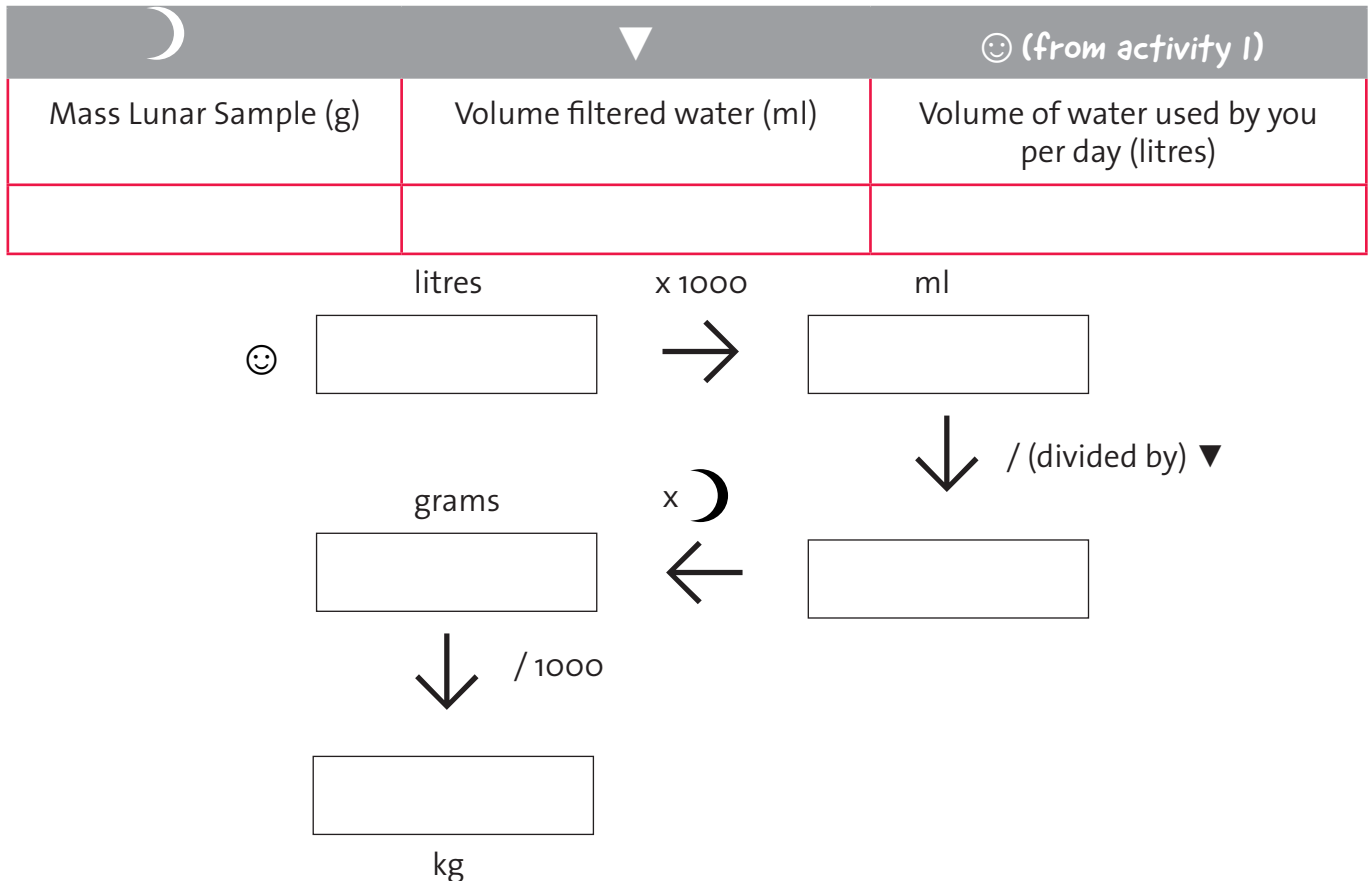 ☺ (from activity 1)
Mass Lunar Sample (g)
Volume filtered water (ml)
Volume of water used by you
per day (litres)
litres
x 1000
ml
☺
/ (divided by) ▼
grams
x
/ 1000
kg